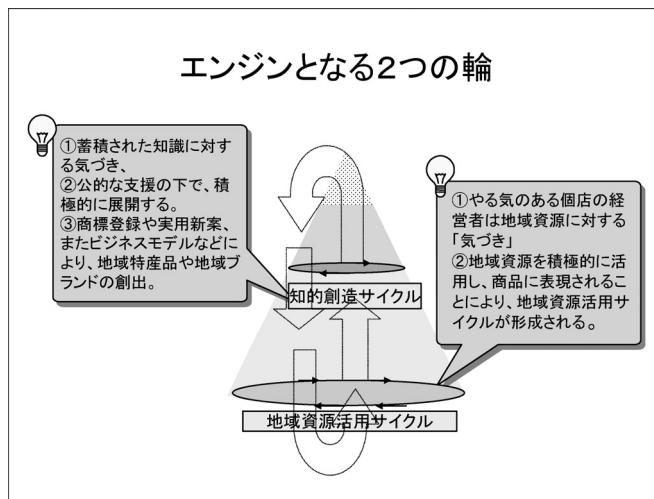 エンジンとなる２つの輪
①蓄積された知識に対す
る気づき、
②公的な支援の下で、積
極的に展開する。
③商標登録や実用新案、
またビジネスモデルなどに
より、地域特産品や地域ブ
ランドの創出。
①やる気のある個店の経
営者は地域資源に対する
「気づき」
②地域資源を積極的に活
用し、商品に表現されるこ
とにより、地域資源活用サ
イクルが形成される。
知的創造サイクル
地域資源活用サイクル